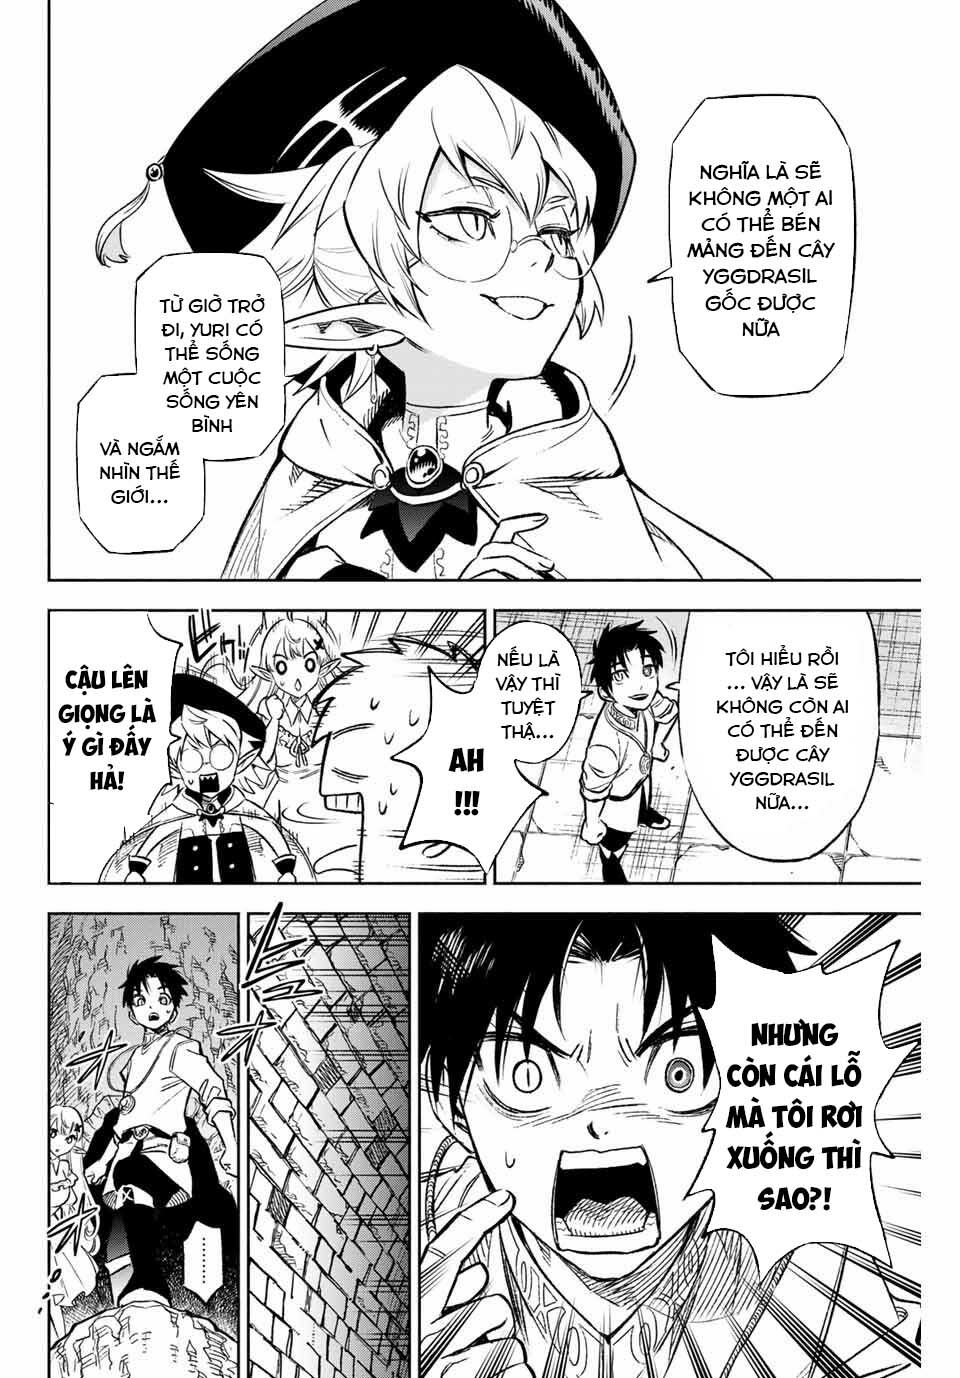 NGHĨA LÀ SẼ
KHÔNG MỘT AI
CÓ THỂ BÉN
MẢNG ĐẾN CÂY
YGGDRASIL
GỐC ĐƯỢC
NỮA
TỪ GIỜ TRỞ
ĐI, YURI CÓ
THỂ SỐNG
MỘT CUỘC
SỐNG YÊN
BÌNH
VÀ NGẮM
NHÌN THẾ
GIỚI...
TÔI HIỂU RỒI
... VẬY LÀ SẼ
KHÔNG CÒN AI
CÓ THỂ ĐẾN
ĐƯỢC CÂY
YGGDRASIL
NỮA...
NẾU LÀ
VẬY THÌ
TUYỆT
THẬ...
AH
!!!
CẬU LÊN
GIỌNG LÀ
Ý GÌ ĐẤY
HẢ!
NHƯNG
CÒN CÁI LỖ
MÀ TÔI RƠI
XUỐNG THÌ
SAO?!
.........